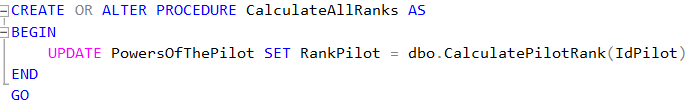 CREATE OR ALTER PROCEDURE CalculateAllRanks AS
BEGIN
    UPDATE PowersOfThePilot SET RankPilot = dbo.CalculatePilotRank(IdPilot)
END
GO